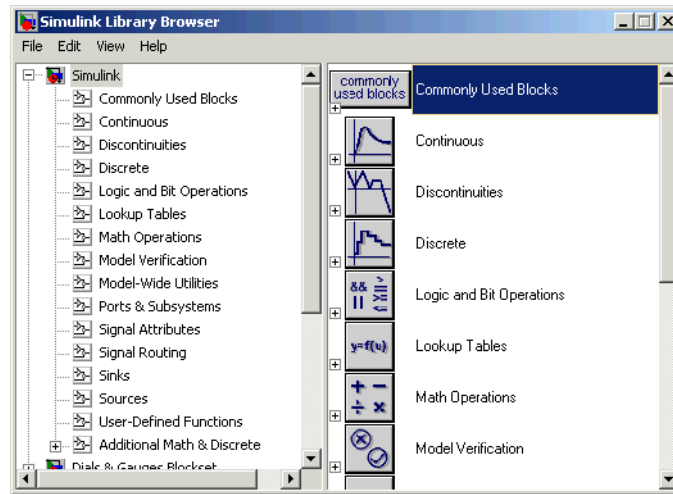 Simulink Library Browser
File Edit View Help
Simulink
Commonly Used Blocks
Continuous
Discontinuities
Discrete
Logic and Bit Operations
Lookup Tables
Math Operations
Model Verification
Model-Wide Utilities
Ports & Subsystems
Signal Attributes
Signal Routing
Sinks
Sources
User-Defined Functions
Additional Math & Discrete
Dials & Gauges Blockset
commonly
used blocks
Commonly Used Blocks
Continuous
Discontinuities
Discrete
&& >
|| >=
<=
Logic and Bit Operations
y=f(u)
Lookup Tables
+ −
÷ ×
Math Operations
Model Verification